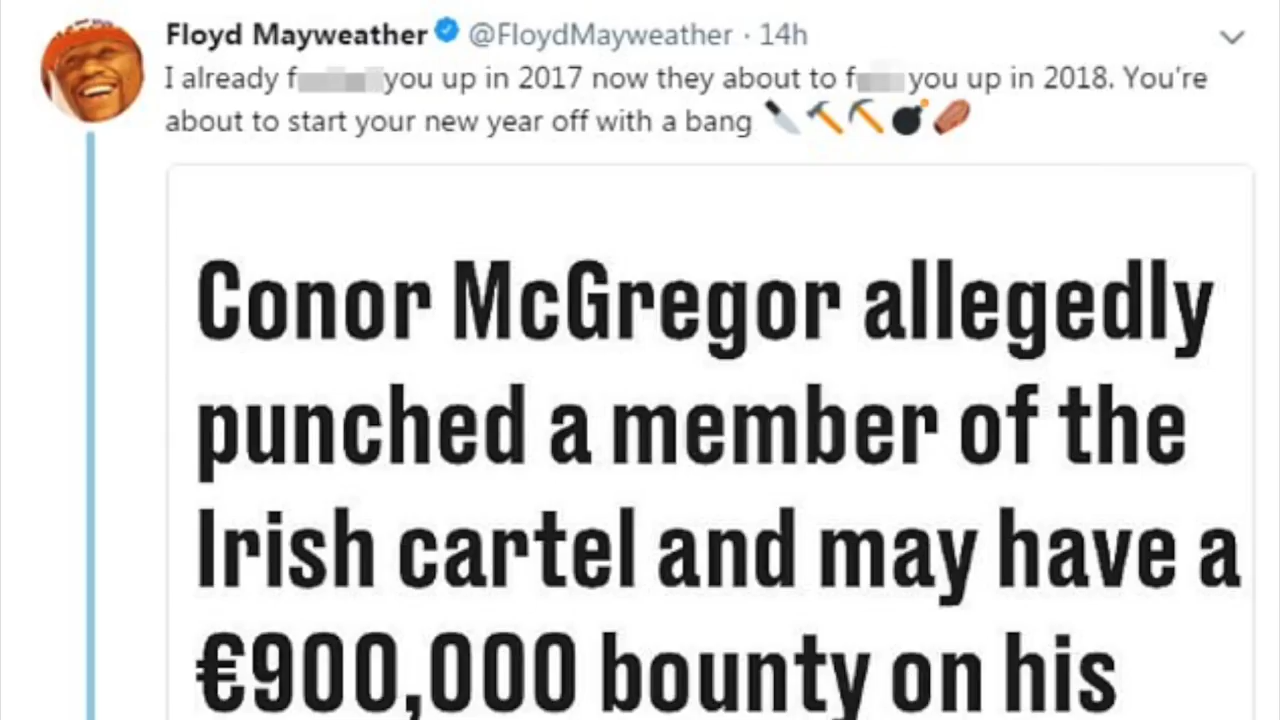 Floyd Mayweather @FloydMayweather · 14h
I already f you up in 2017 now they about to f you up in 2018. You're
about to start your new year off with a bang 🔪🔨⛏💣🥊
Conor McGregor allegedly
punched a member of the
Irish cartel and may have a
€900,000 bounty on his